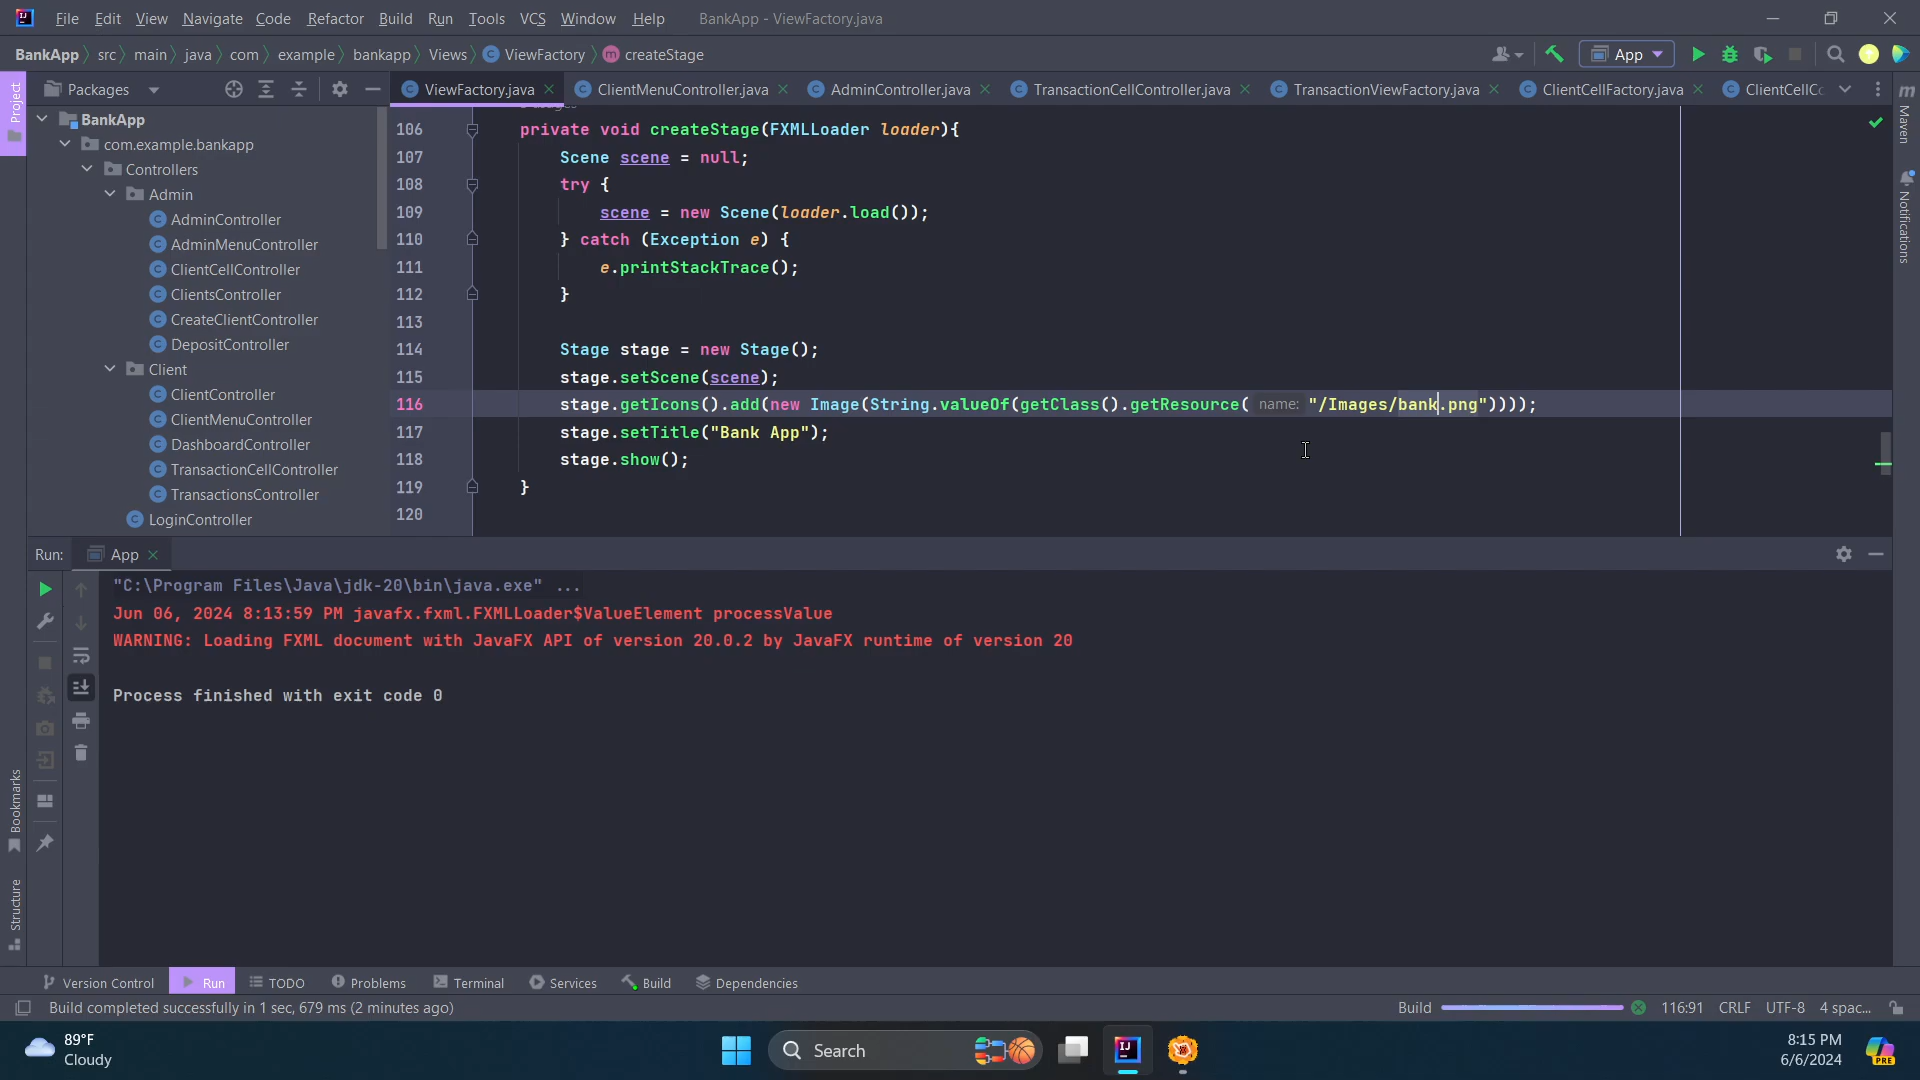 File Edit View Navigate Code Refactor Build Run Tools VCS Window Help BankApp - ViewFactory.java
BankApp src main java com example bankapp Views ViewFactory createStage App
Project
Packages
ViewFactory.java ClientMenuController.java AdminController.java TransactionCellController.java TransactionViewFactory.java ClientCellFactory.java ClientCellC
BankApp
com.example.bankapp
Controllers
Admin
AdminController
AdminMenuController
ClientCellController
ClientsController
CreateClientController
DepositController
Client
ClientController
ClientMenuController
DashboardController
TransactionCellController
TransactionsController
LoginController
106 private void createStage(FXMLLoader loader){
107 Scene scene = null;
108 try {
109 scene = new Scene(loader.load());
110 } catch (Exception e) {
111 e.printStackTrace();
112 }
113
114 Stage stage = new Stage();
115 stage.setScene(scene);
116 stage.getIcons().add(new Image(String.valueOf(getClass().getResource( name: "/Images/bank.png"))));
117 stage.setTitle("Bank App");
118 stage.show();
119 }
120
Maven
Notifications
Run: App
"C:\Program Files\Java\jdk-20\bin\java.exe" ...
Jun 06, 2024 8:13:59 PM javafx.fxml.FXMLLoader$ValueElement processValue
WARNING: Loading FXML document with JavaFX API of version 20.0.2 by JavaFX runtime of version 20
Process finished with exit code 0
Bookmarks
Structure
Version Control Run TODO Problems Terminal Services Build Dependencies
Build completed successfully in 1 sec, 679 ms (2 minutes ago) Build 116:91 CRLF UTF-8 4 spac...
89°F
Cloudy
Search
8:15 PM
6/6/2024
PRE